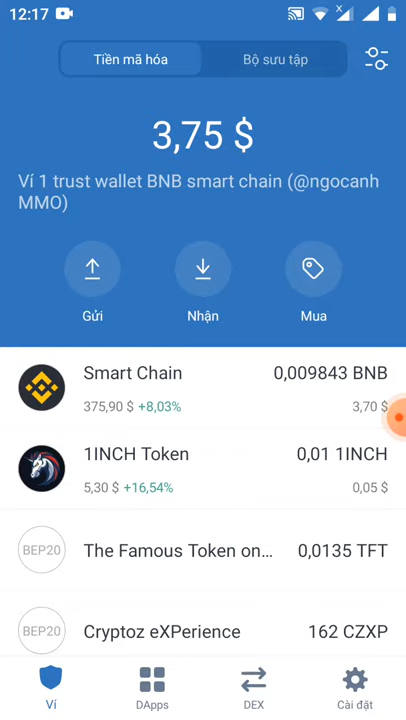 12:17
Tiền mã hóa
Bộ sưu tập
3,75 $
Ví 1 trust wallet BNB smart chain (@ngocanh
MMO)
Gửi
Nhận
Mua
Smart Chain
0,009843 BNB
375,90 $ +8,03%
3,70 $
1INCH Token
0,01 1INCH
5,30 $ +16,54%
0,05 $
BEP20
The Famous Token on...
0,0135 TFT
BEP20
Cryptoz eXPerience
162 CZXP
Ví
DApps
DEX
Cài đặt